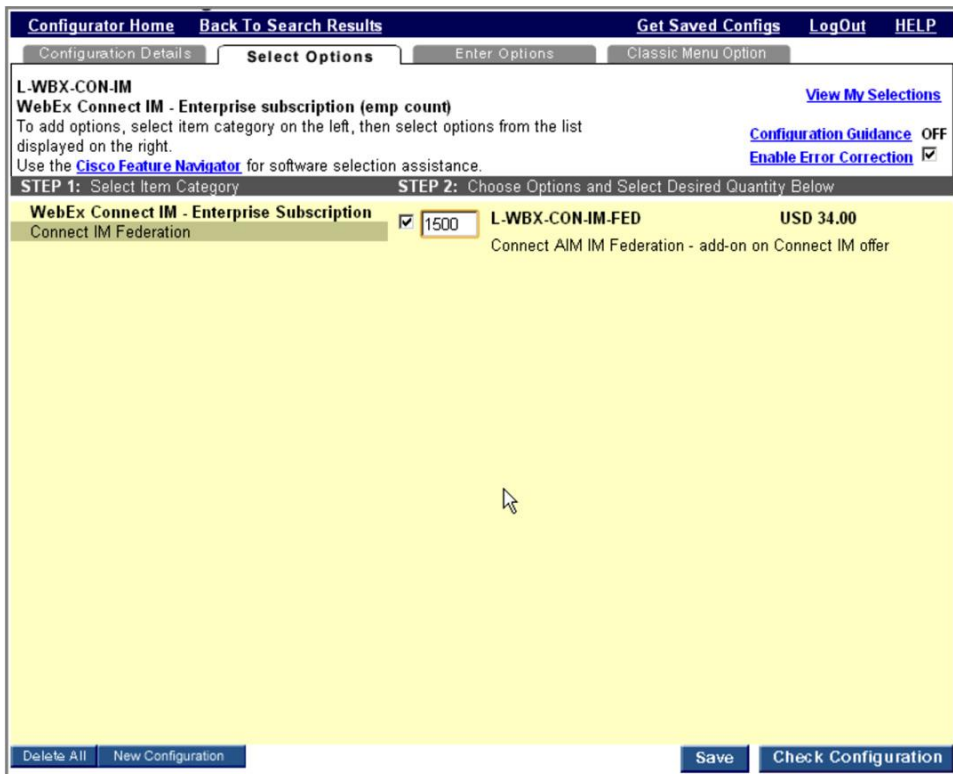 Configurator Home Back To Search Results Get Saved Configs LogOut HELP
Configuration Details Select Options Enter Options Classic Menu Option
L-WBX-CON-IM
WebEx Connect IM - Enterprise subscription (emp count)
View My Selections
To add options, select item category on the left, then select options from the list
displayed on the right.
Configuration Guidance OFF
Use the Cisco Feature Navigator for software selection assistance.
Enable Error Correction
STEP 1: Select Item Category STEP 2: Choose Options and Select Desired Quantity Below
WebEx Connect IM - Enterprise Subscription
1500 L-WBX-CON-IM-FED USD 34.00
Connect IM Federation
Connect AIM IM Federation - add-on on Connect IM offer
Delete All New Configuration Save Check Configuration